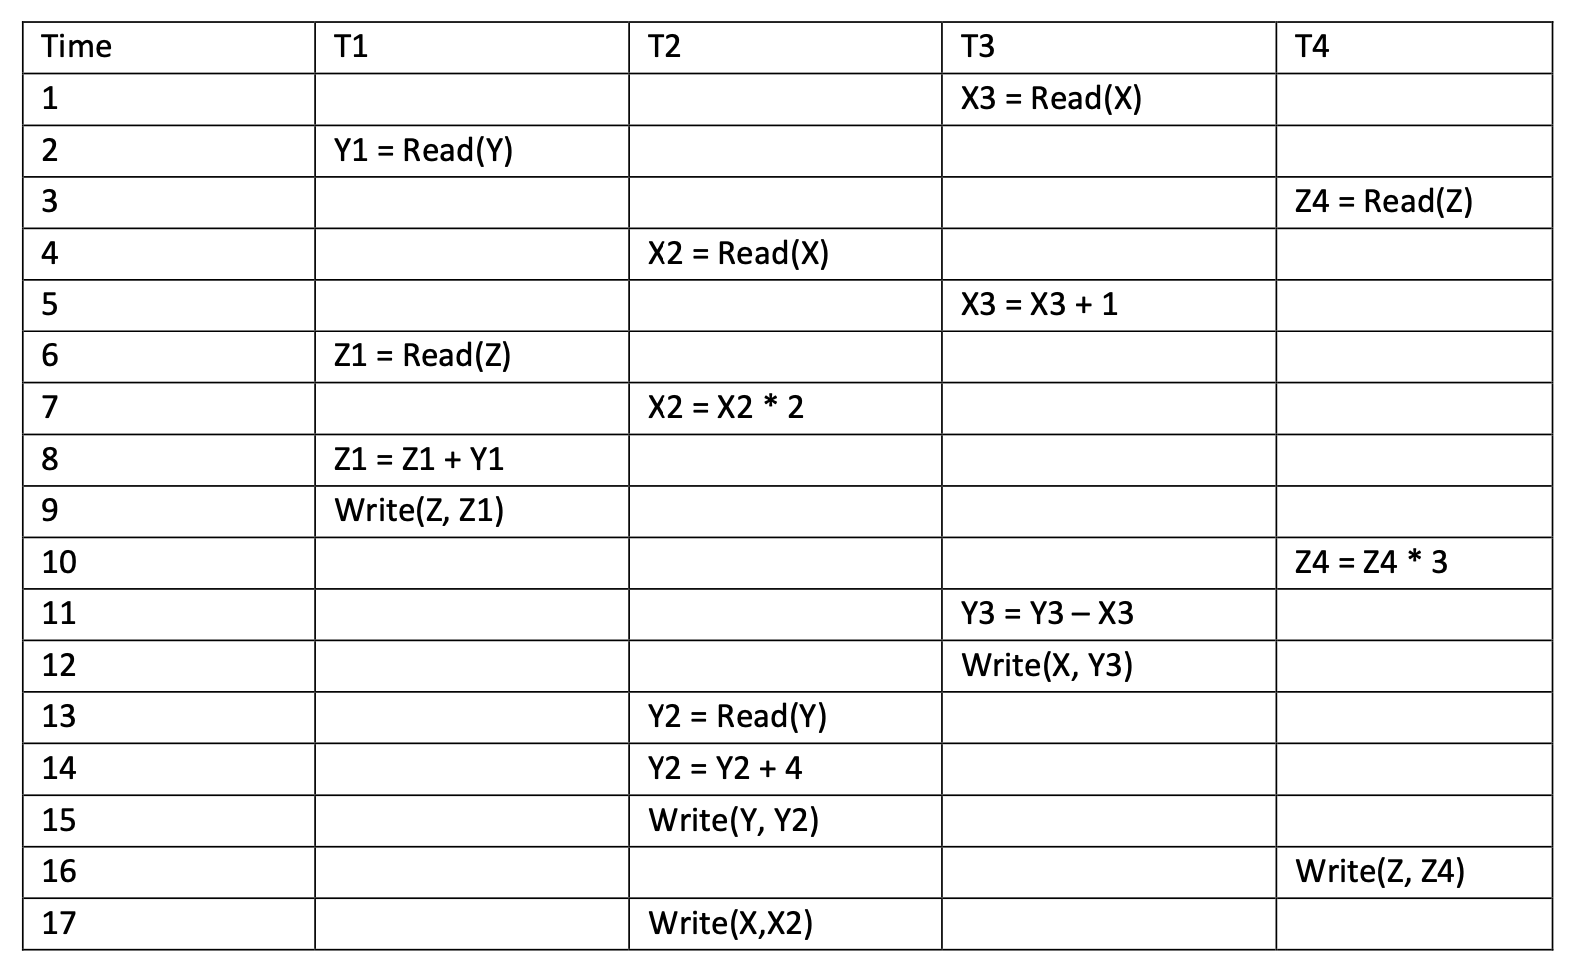 Time T1 T2 T3 T4
1 X3 = Read(X)
2 Y1 = Read(Y)
3 Z4 = Read(Z)
4 X2 = Read(X)
5 X3 = X3 + 1
6 Z1 = Read(Z)
7 X2 = X2 * 2
8 Z1 = Z1 + Y1
9 Write(Z, Z1)
10 Z4 = Z4 * 3
11 Y3 = Y3 – X3
12 Write(X, Y3)
13 Y2 = Read(Y)
14 Y2 = Y2 + 4
15 Write(Y, Y2)
16 Write(Z, Z4)
17 Write(X,X2)